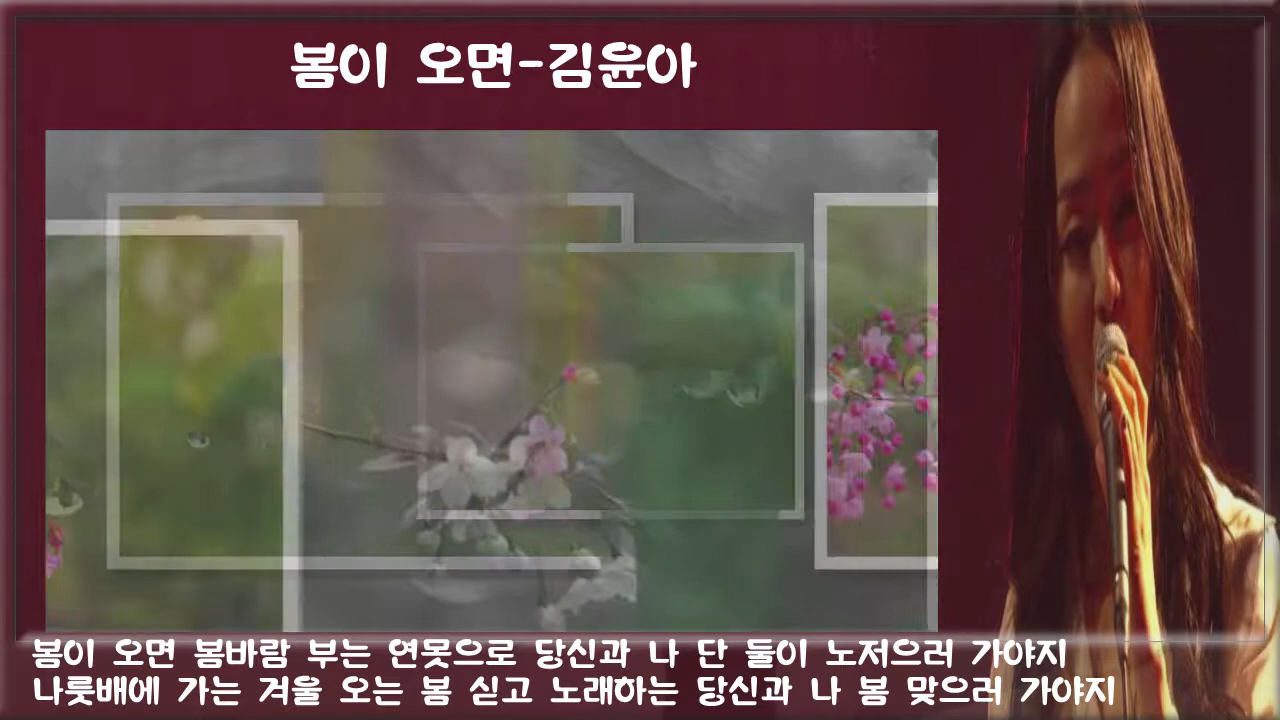 봄이 오면-김윤아
봄이 오면 봄바람 부는 연못으로 당신과 나 단 둘이 노저으러 가야지
나룻배에 가는 겨울 오는 봄 싣고 노래하는 당신과 나 봄 맞으러 가야지